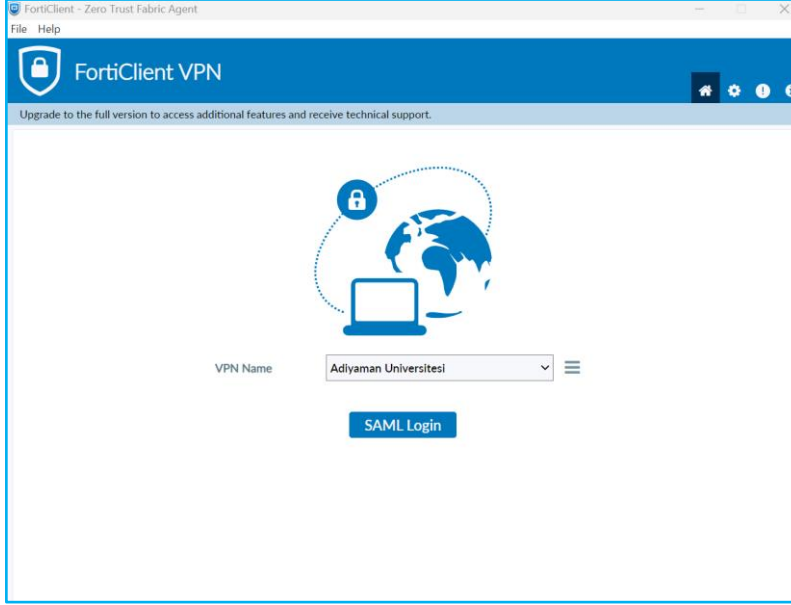 FortiClient - Zero Trust Fabric Agent
File Help
FortiClient VPN
Upgrade to the full version to access additional features and receive technical support.
VPN Name
Adiyaman Universitesi
SAML Login